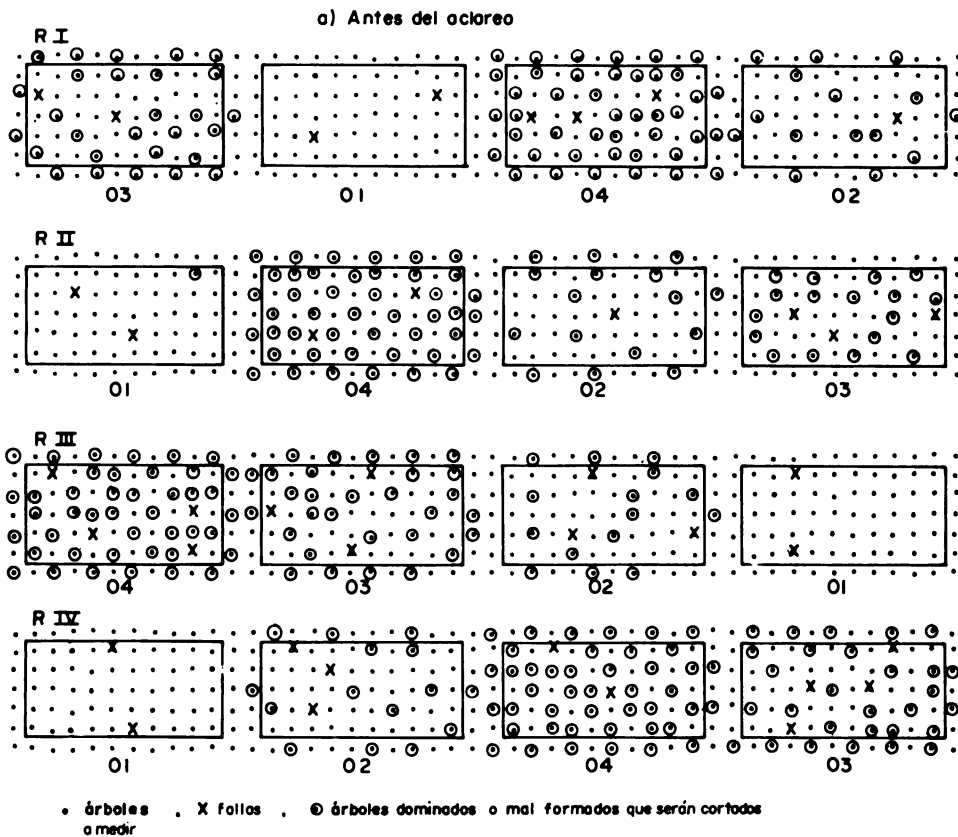 a) Antes del aclareo
R I
03 01 04 02
R II
01 04 02 03
R III
04 03 02 01
R IV
01 02 04 03
• árboles a medir , X fallas , ⊙ árboles dominados o mal formados que serán cortados